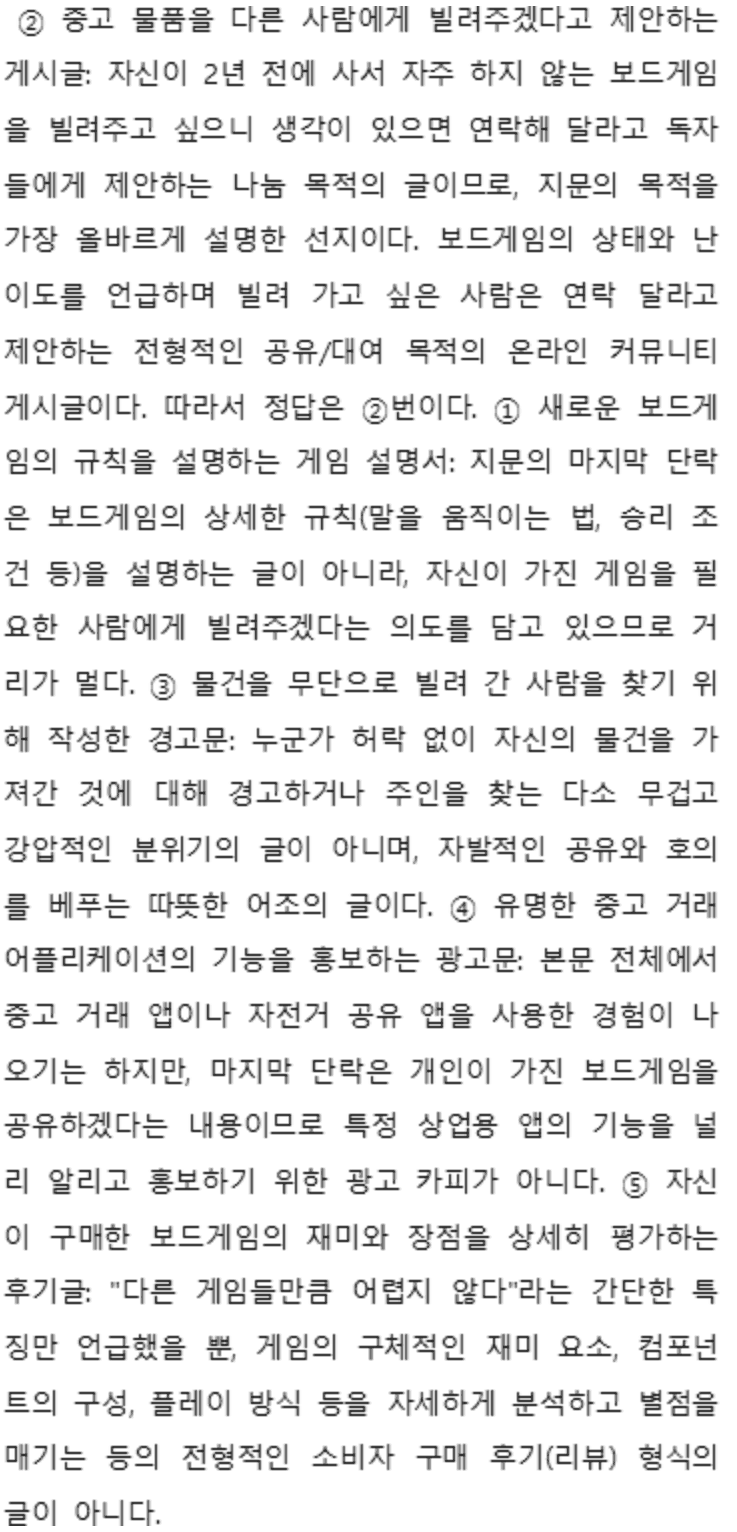 ② 중고 물품을 다른 사람에게 빌려주겠다고 제안하는
게시글: 자신이 2년 전에 사서 자주 하지 않는 보드게임
을 빌려주고 싶으니 생각이 있으면 연락해 달라고 독자
들에게 제안하는 나눔 목적의 글이므로, 지문의 목적을
가장 올바르게 설명한 선지이다. 보드게임의 상태와 난
이도를 언급하며 빌려 가고 싶은 사람은 연락 달라고
제안하는 전형적인 공유/대여 목적의 온라인 커뮤니티
게시글이다. 따라서 정답은 ②번이다. ① 새로운 보드게
임의 규칙을 설명하는 게임 설명서: 지문의 마지막 단락
은 보드게임의 상세한 규칙(말을 움직이는 법, 승리 조
건 등)을 설명하는 글이 아니라, 자신이 가진 게임을 필
요한 사람에게 빌려주겠다는 의도를 담고 있으므로 거
리가 멀다. ③ 물건을 무단으로 빌려 간 사람을 찾기 위
해 작성한 경고문: 누군가 허락 없이 자신의 물건을 가
져간 것에 대해 경고하거나 주인을 찾는 다소 무겁고
강압적인 분위기의 글이 아니며, 자발적인 공유와 호의
를 베푸는 따뜻한 어조의 글이다. ④ 유명한 중고 거래
어플리케이션의 기능을 홍보하는 광고문: 본문 전체에서
중고 거래 앱이나 자전거 공유 앱을 사용한 경험이 나
오기는 하지만, 마지막 단락은 개인이 가진 보드게임을
공유하겠다는 내용이므로 특정 상업용 앱의 기능을 널
리 알리고 홍보하기 위한 광고 카피가 아니다. ⑤ 자신
이 구매한 보드게임의 재미와 장점을 상세히 평가하는
후기글: "다른 게임들만큼 어렵지 않다"라는 간단한 특
징만 언급했을 뿐, 게임의 구체적인 재미 요소, 컴포넌
트의 구성, 플레이 방식 등을 자세하게 분석하고 별점을
매기는 등의 전형적인 소비자 구매 후기(리뷰) 형식의
글이 아니다.